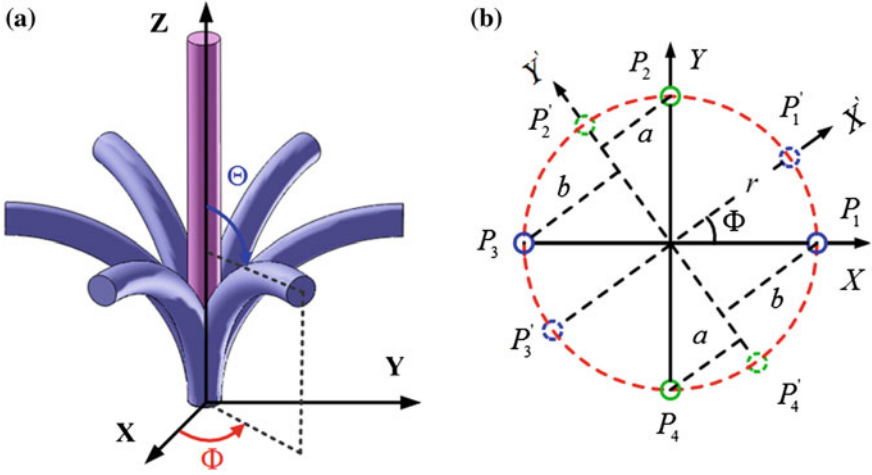 (a)
Z
Θ
Y
X
Φ
(b)
Y
X
P₁
P₂
P₃
P₄
P₁'
P₂'
P₃'
P₄'
X`
Y`
r
Φ
a
b
a
b